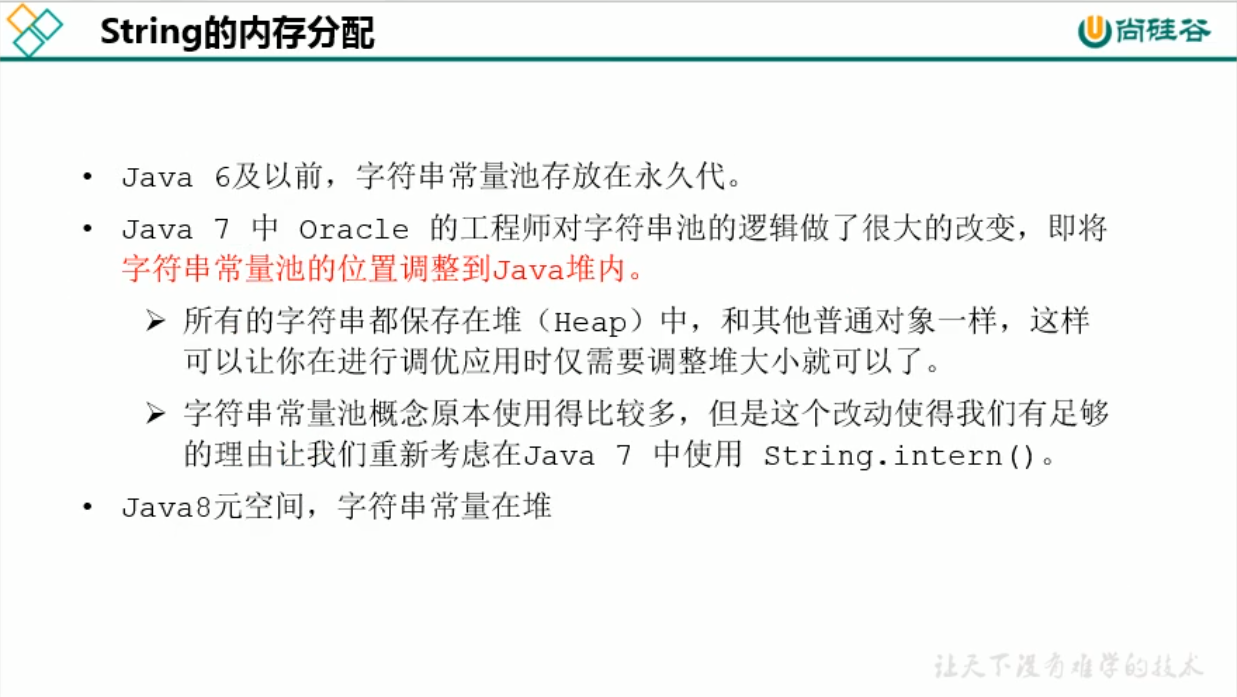 String的内存分配
尚硅谷
• Java 6及以前，字符串常量池存放在永久代。
• Java 7 中 Oracle 的工程师对字符串池的逻辑做了很大的改变，即将
字符串常量池的位置调整到Java堆内。
➢ 所有的字符串都保存在堆（Heap）中，和其他普通对象一样，这样
可以让你在进行调优应用时仅需要调整堆大小就可以了。
➢ 字符串常量池概念原本使用得比较多，但是这个改动使得我们有足够
的理由让我们重新考虑在Java 7 中使用 String.intern()。
• Java8元空间，字符串常量在堆
让天下没有难学的技术